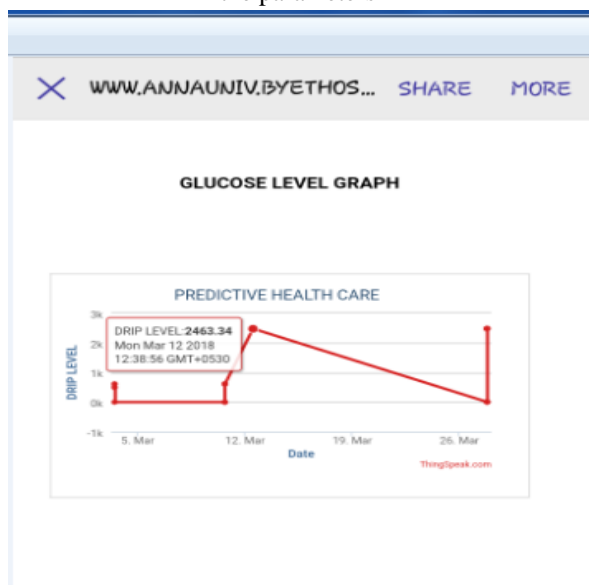 the parameters
WWW.ANNAUNIV.BYETHOS... SHARE MORE
GLUCOSE LEVEL GRAPH
PREDICTIVE HEALTH CARE
3k
2k
1k
0k
-1k
DRIP LEVEL
DRIP LEVEL:2463.34
Mon Mar 12 2018
12:38:56 GMT+0530
5. Mar 12. Mar 19. Mar 26. Mar
Date
ThingSpeak.com